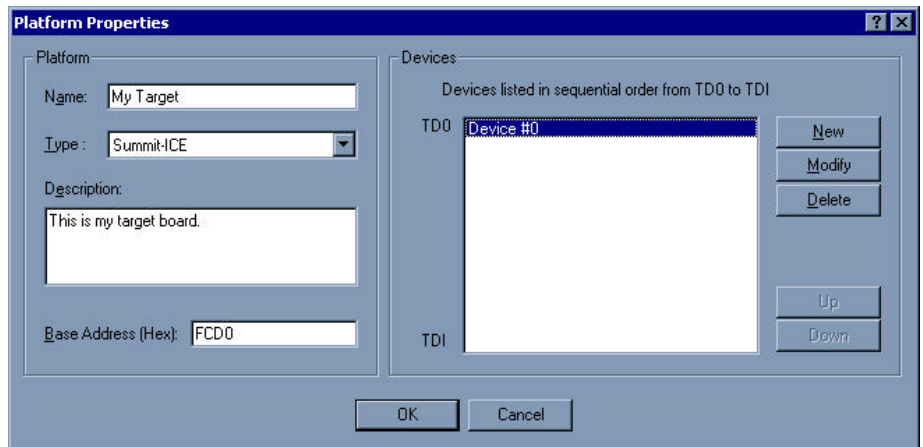 Platform Properties
Platform
Name: My Target
Type : Summit-ICE
Description:
This is my target board.
Base Address (Hex): FCD0
Devices
Devices listed in sequential order from TD0 to TDI
TD0
Device #0
TDI
New
Modify
Delete
Up
Down
OK
Cancel